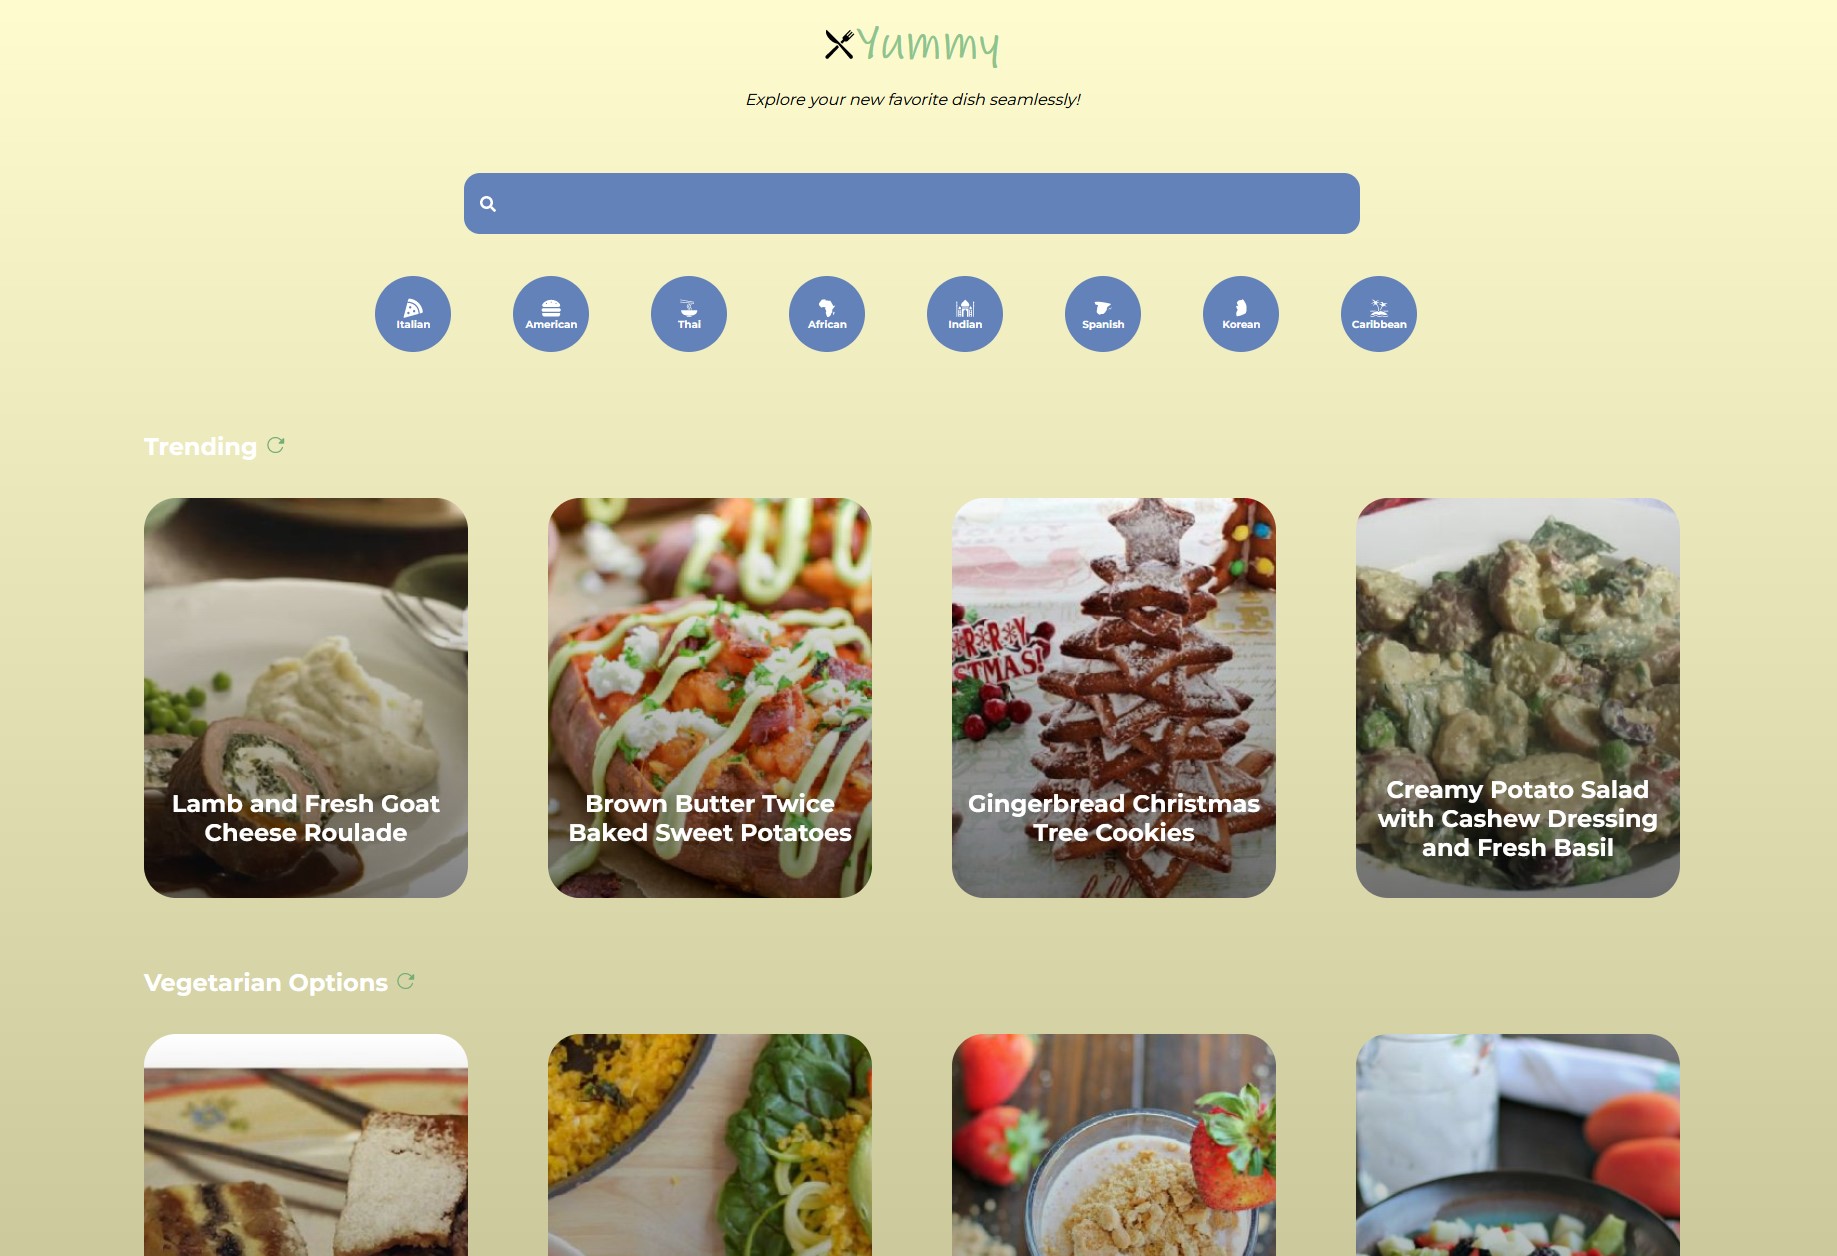 Yummy
Explore your new favorite dish seamlessly!
Italian
American
Thai
African
Indian
Spanish
Korean
Caribbean
Trending
Lamb and Fresh Goat
Cheese Roulade
Brown Butter Twice
Baked Sweet Potatoes
Gingerbread Christmas
Tree Cookies
Creamy Potato Salad
with Cashew Dressing
and Fresh Basil
Vegetarian Options